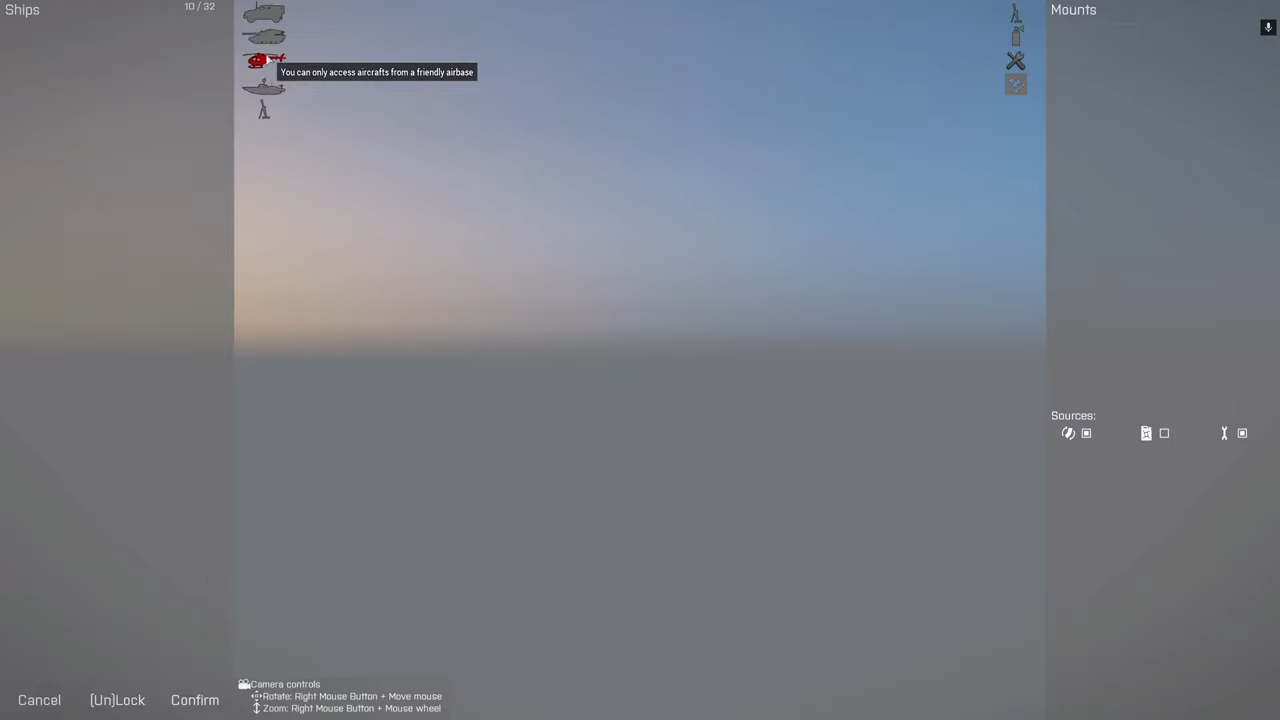 Ships
10 / 32
Mounts
You can only access aircrafts from a friendly airbase
Sources:
Camera controls
Rotate: Right Mouse Button + Move mouse
Zoom: Right Mouse Button + Mouse wheel
Cancel
(Un)Lock
Confirm